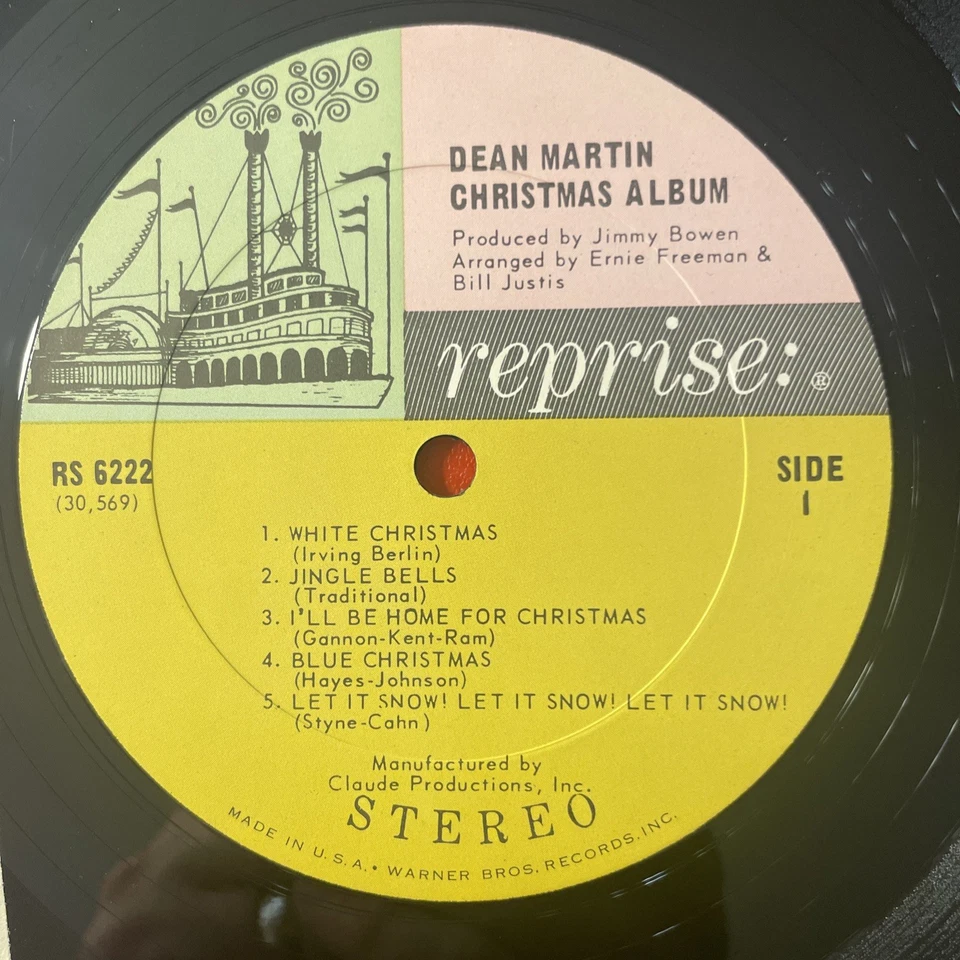 DEAN MARTIN
CHRISTMAS ALBUM
Produced by Jimmy Bowen
Arranged by Ernie Freeman &
Bill Justis
reprise: ®
RS 6222
(30,569)
SIDE
1
1. WHITE CHRISTMAS
(Irving Berlin)
2. JINGLE BELLS
(Traditional)
3. I'LL BE HOME FOR CHRISTMAS
(Gannon-Kent-Ram)
4. BLUE CHRISTMAS
(Hayes-Johnson)
5. LET IT SNOW! LET IT SNOW! LET IT SNOW!
(Styne-Cahn)
Manufactured by
Claude Productions, Inc.
STEREO
MADE IN U.S.A. • WARNER BROS. RECORDS, INC.